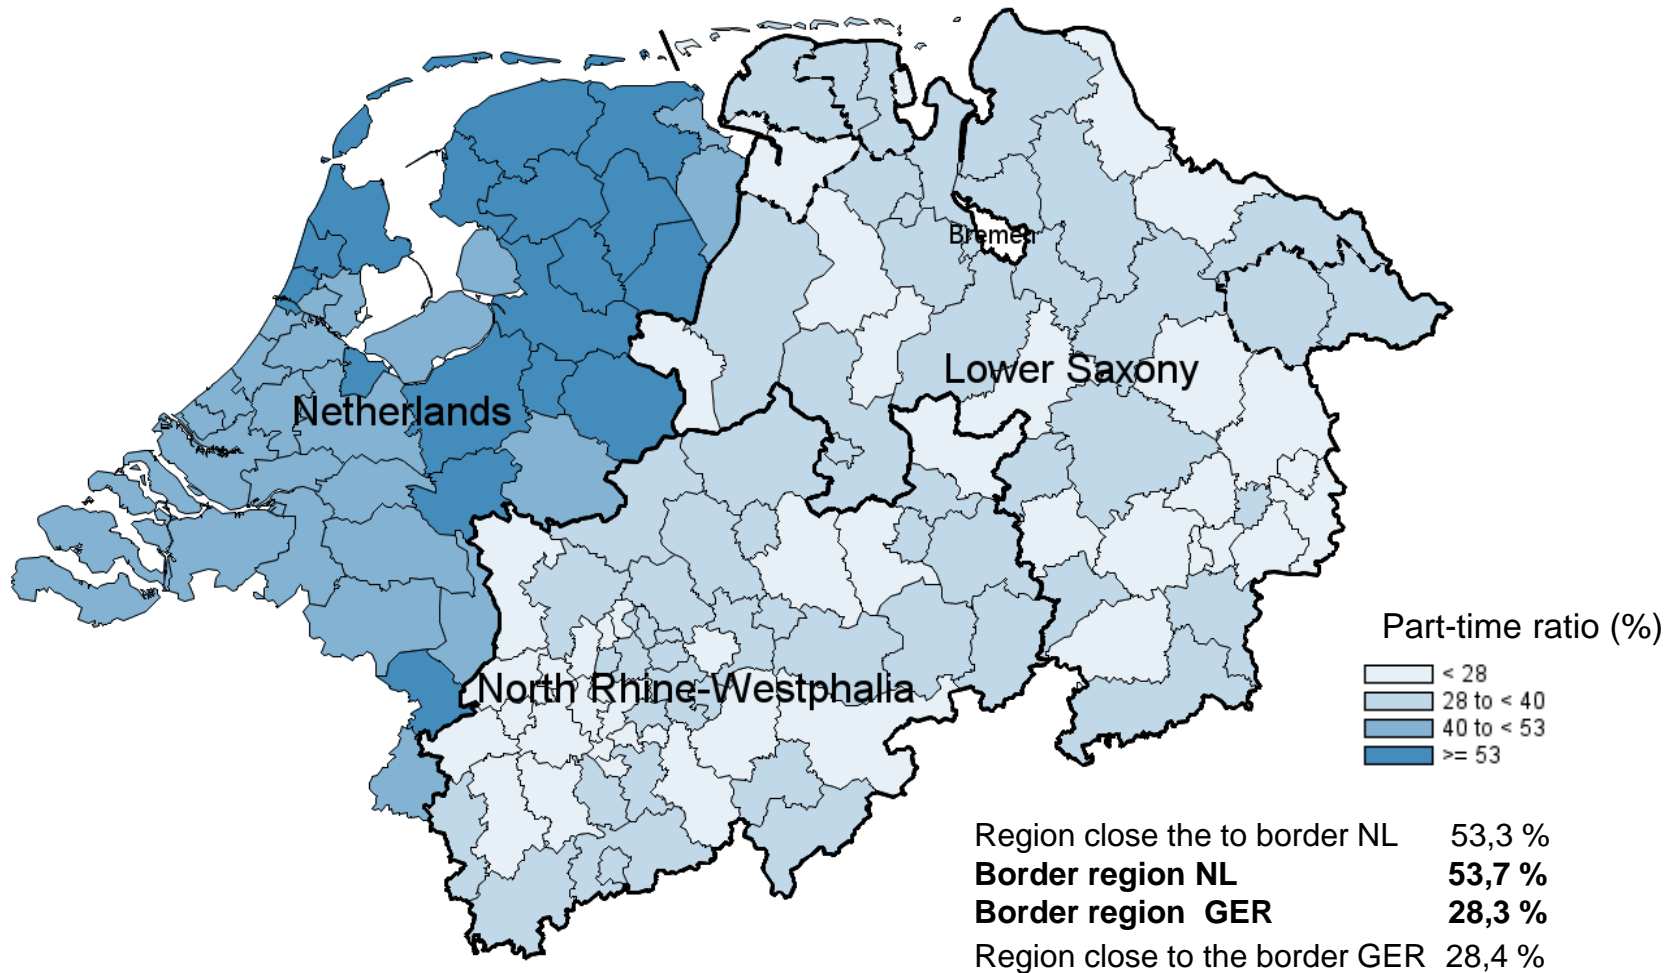 Bremen
Lower Saxony
Netherlands
North Rhine-Westphalia
Part-time ratio (%)
< 28
28 to < 40
40 to < 53
>= 53
Region close the to border NL 53,3 %
Border region NL 53,7 %
Border region GER 28,3 %
Region close to the border GER 28,4 %